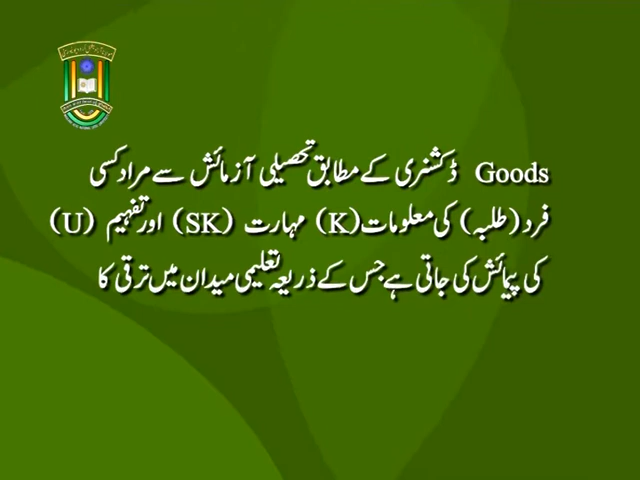 Goods ڈکشنری کے مطابق تحصیلی آزمائش سے مراد کسی
فرد (طلبہ) کی معلومات (K) مہارت (SK) اور تفہیم (U)
کی پیمائش کی جاتی ہے جس کے ذریعہ تعلیمی میدان میں ترقی کا